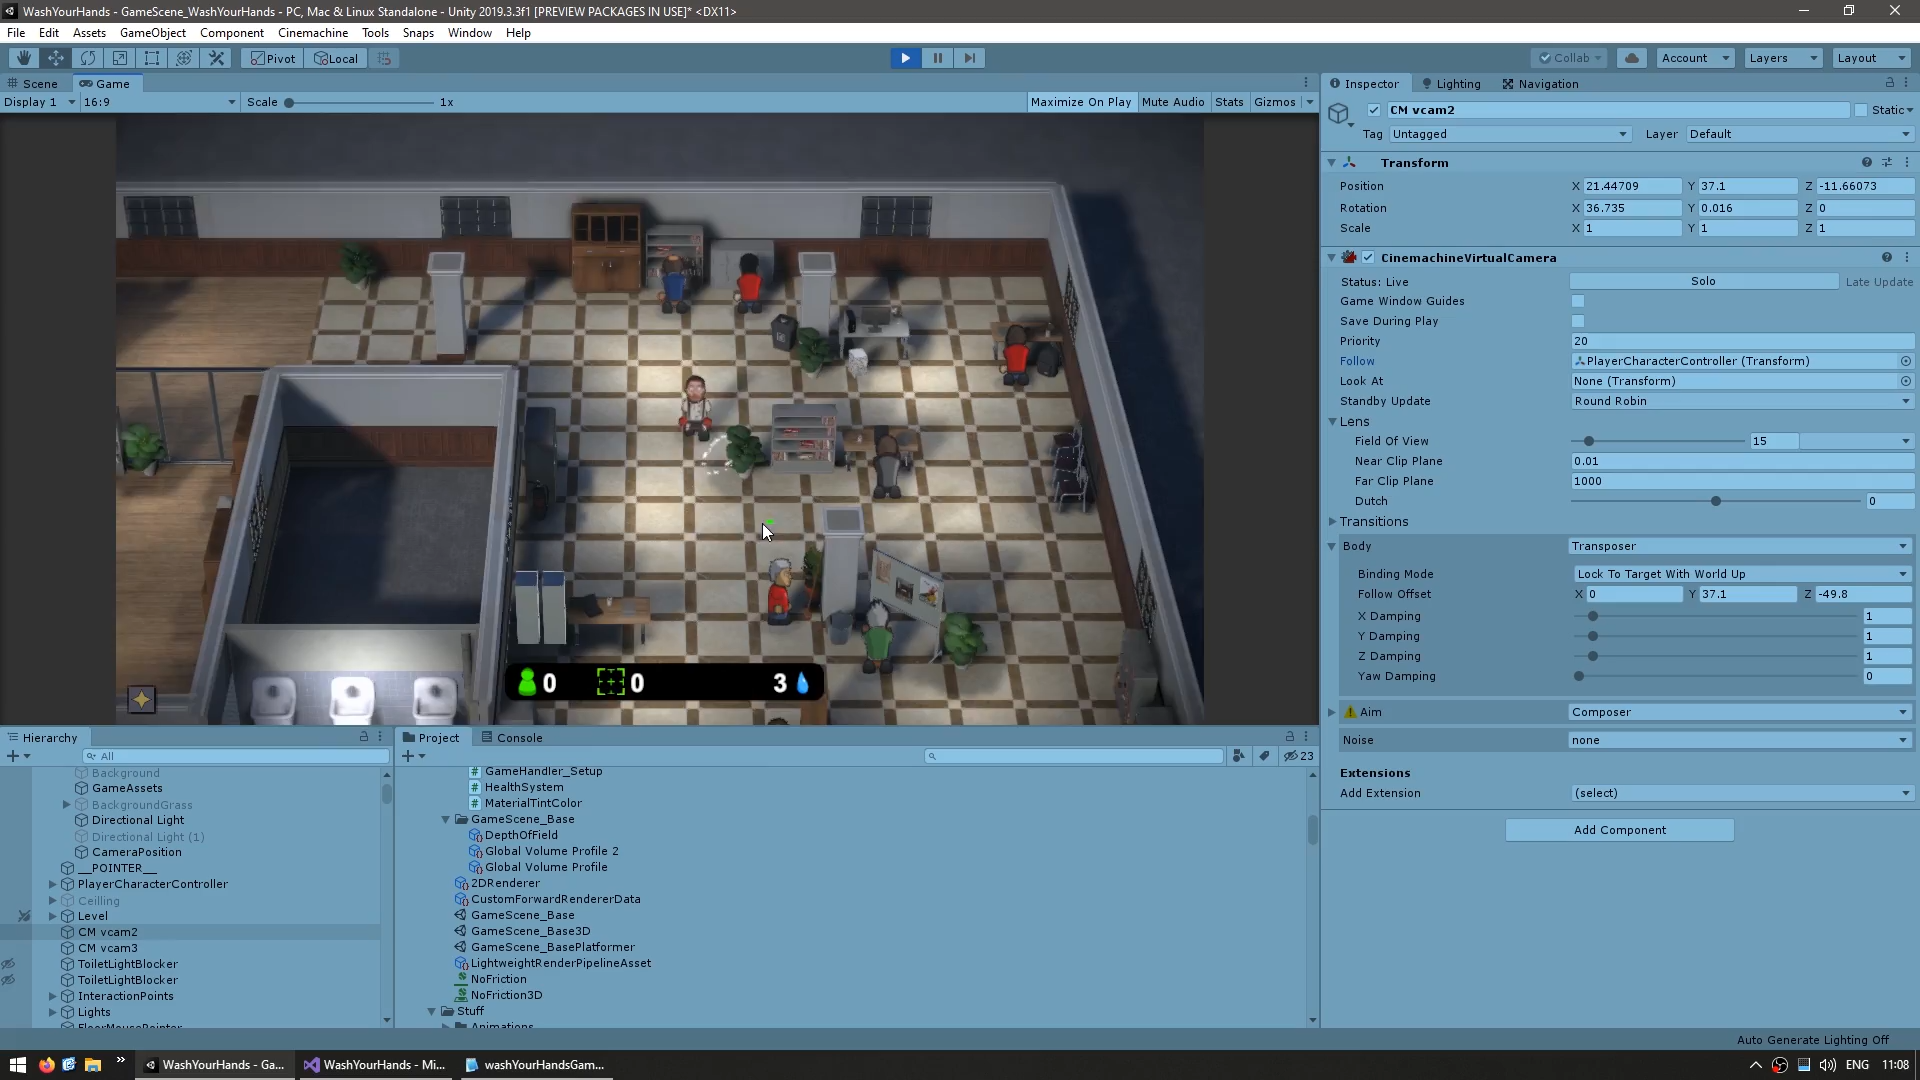 WashYourHands - GameScene_WashYourHands - PC, Mac & Linux Standalone - Unity 2019.3.3f1 [PREVIEW PACKAGES IN USE]* <DX11>
File Edit Assets GameObject Component Cinemachine Tools Snaps Window Help
Pivot Local Collab Account Layers Layout
Scene Game
Display 1 16:9 Scale 1x Maximize On Play Mute Audio Stats Gizmos
0 0 3
Inspector Lighting Navigation
CM vcam2 Static
Tag Untagged Layer Default
Transform
Position X 21.44709 Y 37.1 Z -11.66073
Rotation X 36.735 Y 0.016 Z 0
Scale X 1 Y 1 Z 1
CinemachineVirtualCamera
Status: Live Solo Late Update
Game Window Guides
Save During Play
Priority 20
Follow PlayerCharacterController (Transform)
Look At None (Transform)
Standby Update Round Robin
Lens
Field Of View 15
Near Clip Plane 0.01
Far Clip Plane 1000
Dutch 0
Transitions
Body Transposer
Binding Mode Lock To Target With World Up
Follow Offset X 0 Y 37.1 Z -49.8
X Damping 1
Y Damping 1
Z Damping 1
Yaw Damping 0
Aim Composer
Noise none
Extensions
Add Extension (select)
Add Component
Hierarchy
All
Background
GameAssets
BackgroundGrass
Directional Light
Directional Light (1)
CameraPosition
__POINTER__
PlayerCharacterController
Ceilling
Level
CM vcam2
CM vcam3
ToiletLightBlocker
ToiletLightBlocker
InteractionPoints
Lights
FloorMousePointer
Project Console
23
GameHandler_Setup
HealthSystem
MaterialTintColor
GameScene_Base
DepthOfField
Global Volume Profile 2
Global Volume Profile
2DRenderer
CustomForwardRendererData
GameScene_Base
GameScene_Base3D
GameScene_BasePlatformer
LightweightRenderPipelineAsset
NoFriction
NoFriction3D
Stuff
Animations
Auto Generate Lighting Off
WashYourHands - Ga... WashYourHands - Mi... washYourHandsGam... ENG 11:08